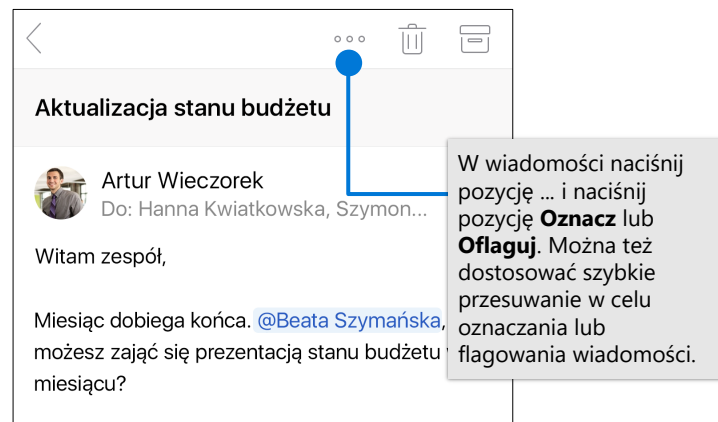 Aktualizacja stanu budżetu
Artur Wieczorek
Do: Hanna Kwiatkowska, Szymon...
Witam zespół,
Miesiąc dobiega końca. @Beata Szymańska,
możesz zająć się prezentacją stanu budżetu
miesiącu?
W wiadomości naciśnij
pozycję ... i naciśnij
pozycję Oznacz lub
Oflaguj. Można też
dostosować szybkie
przesuwanie w celu
oznaczania lub
flagowania wiadomości.